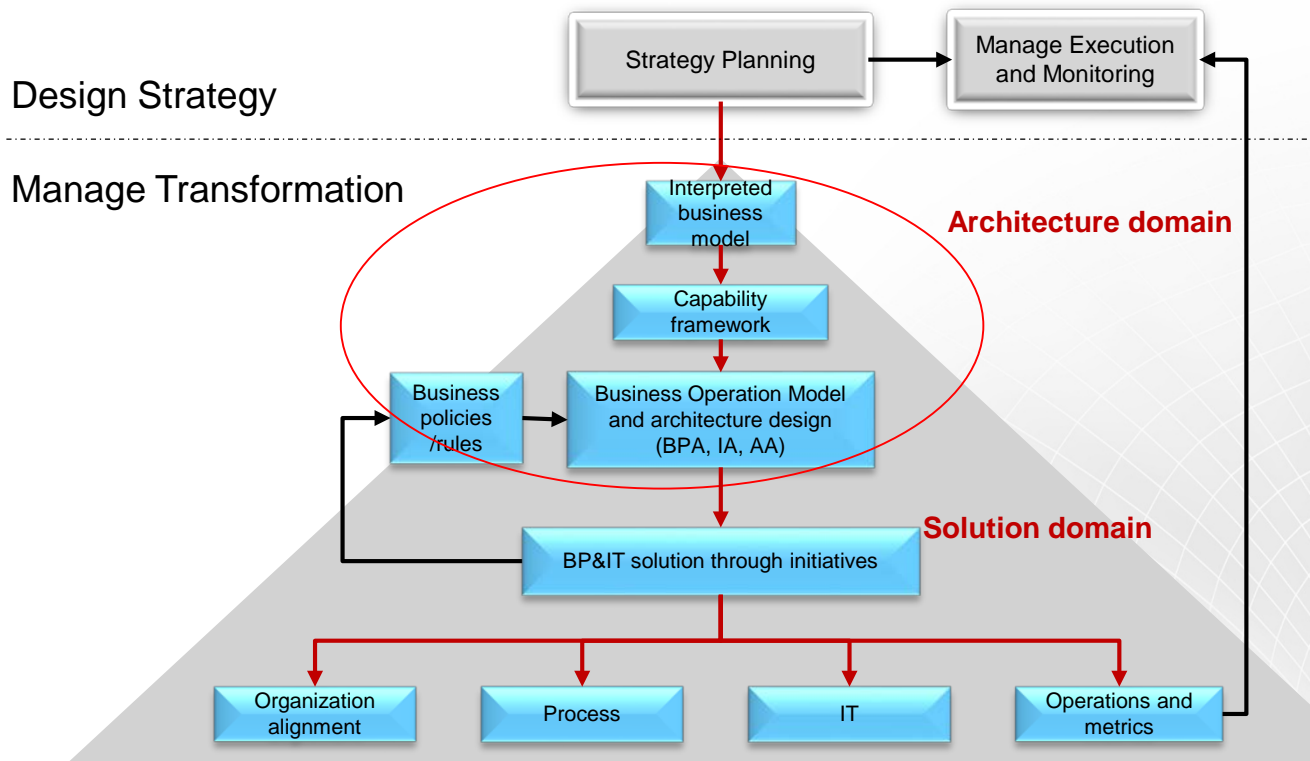 Strategy Planning
Manage Execution
and Monitoring
Design Strategy
Manage Transformation
Interpreted
business
model
Architecture domain
Capability
framework
Business
policies
/rules
Business Operation Model
and architecture design
(BPA, IA, AA)
Solution domain
BP&IT solution through initiatives
Organization
alignment
Process
IT
Operations and
metrics